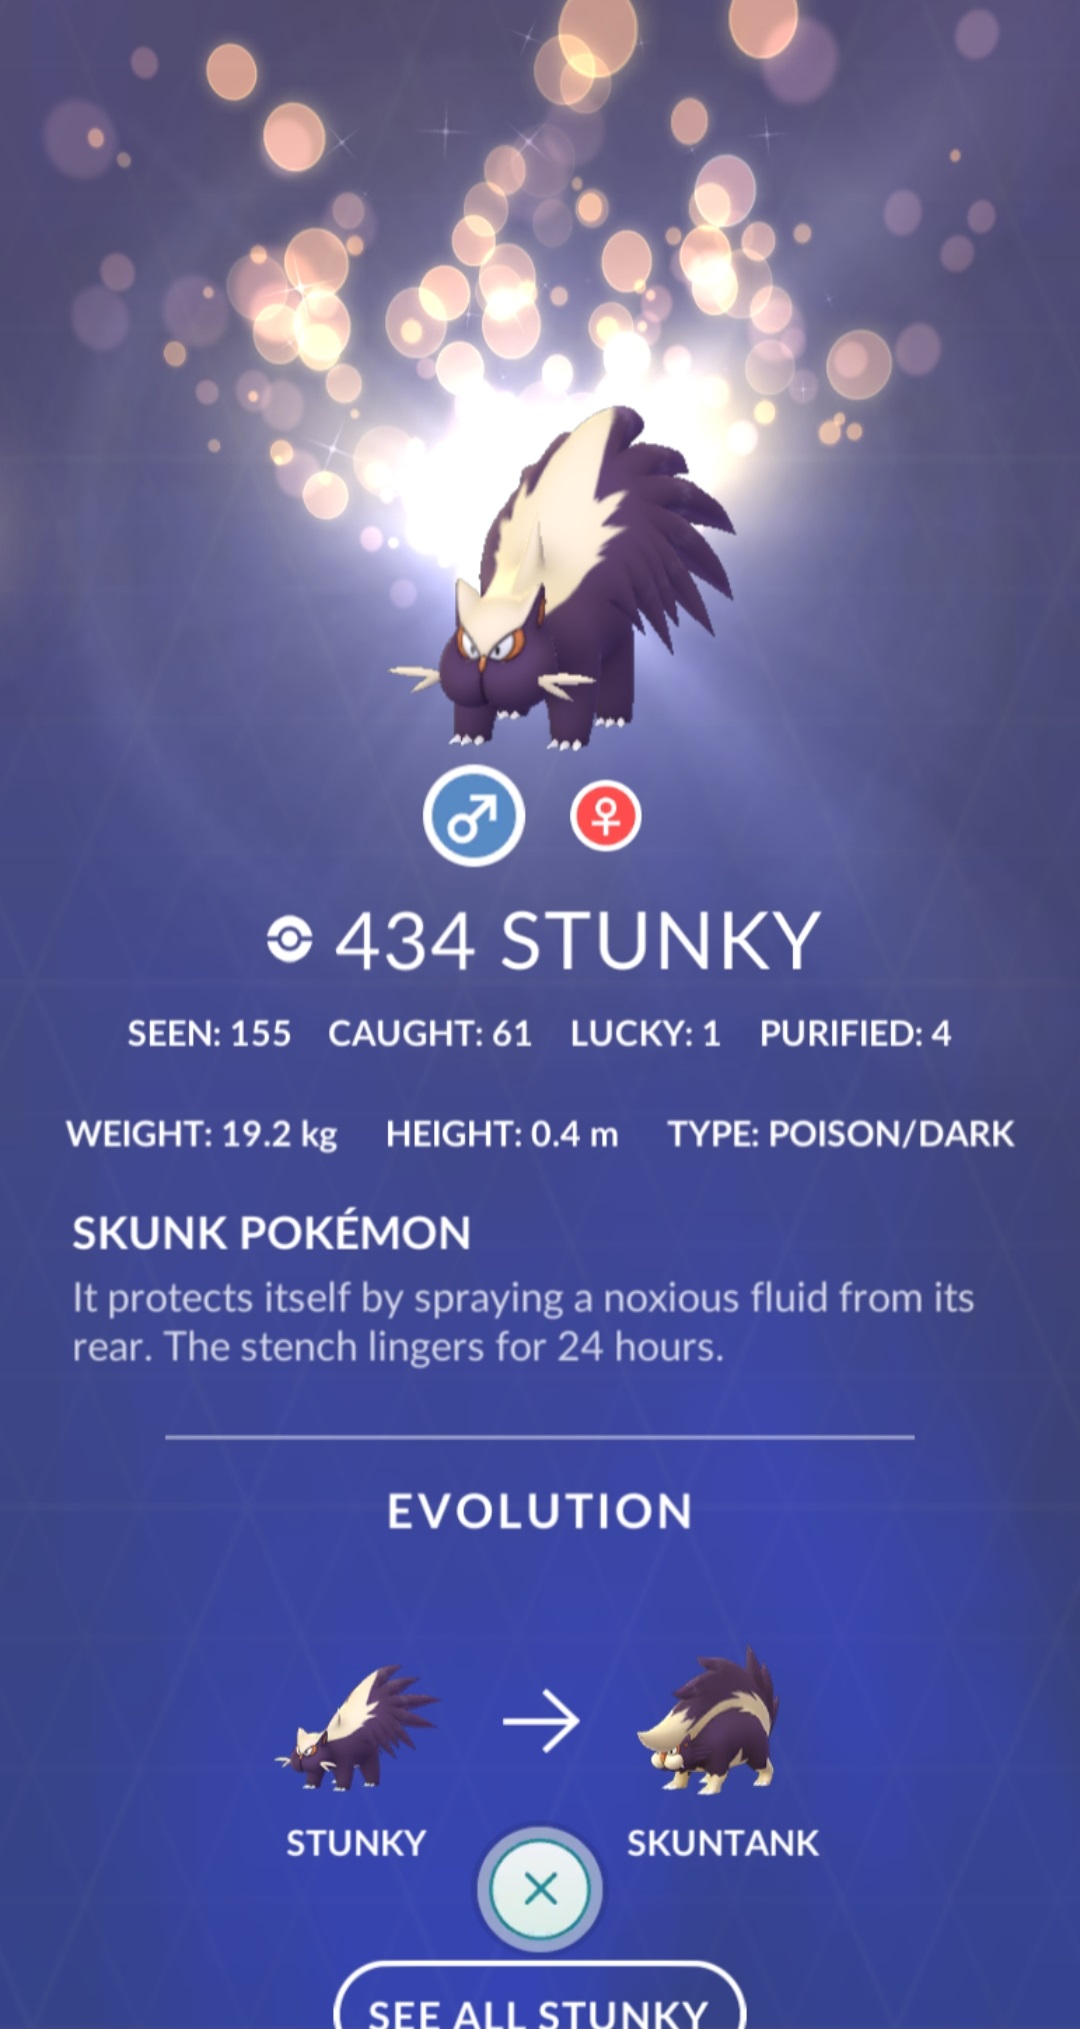 434 STUNKY
SEEN: 155 CAUGHT: 61 LUCKY: 1 PURIFIED: 4
WEIGHT: 19.2 kg HEIGHT: 0.4 m TYPE: POISON/DARK
SKUNK POKÉMON
It protects itself by spraying a noxious fluid from its
rear. The stench lingers for 24 hours.
EVOLUTION
STUNKY SKUNTANK
SEE ALL STUNKY